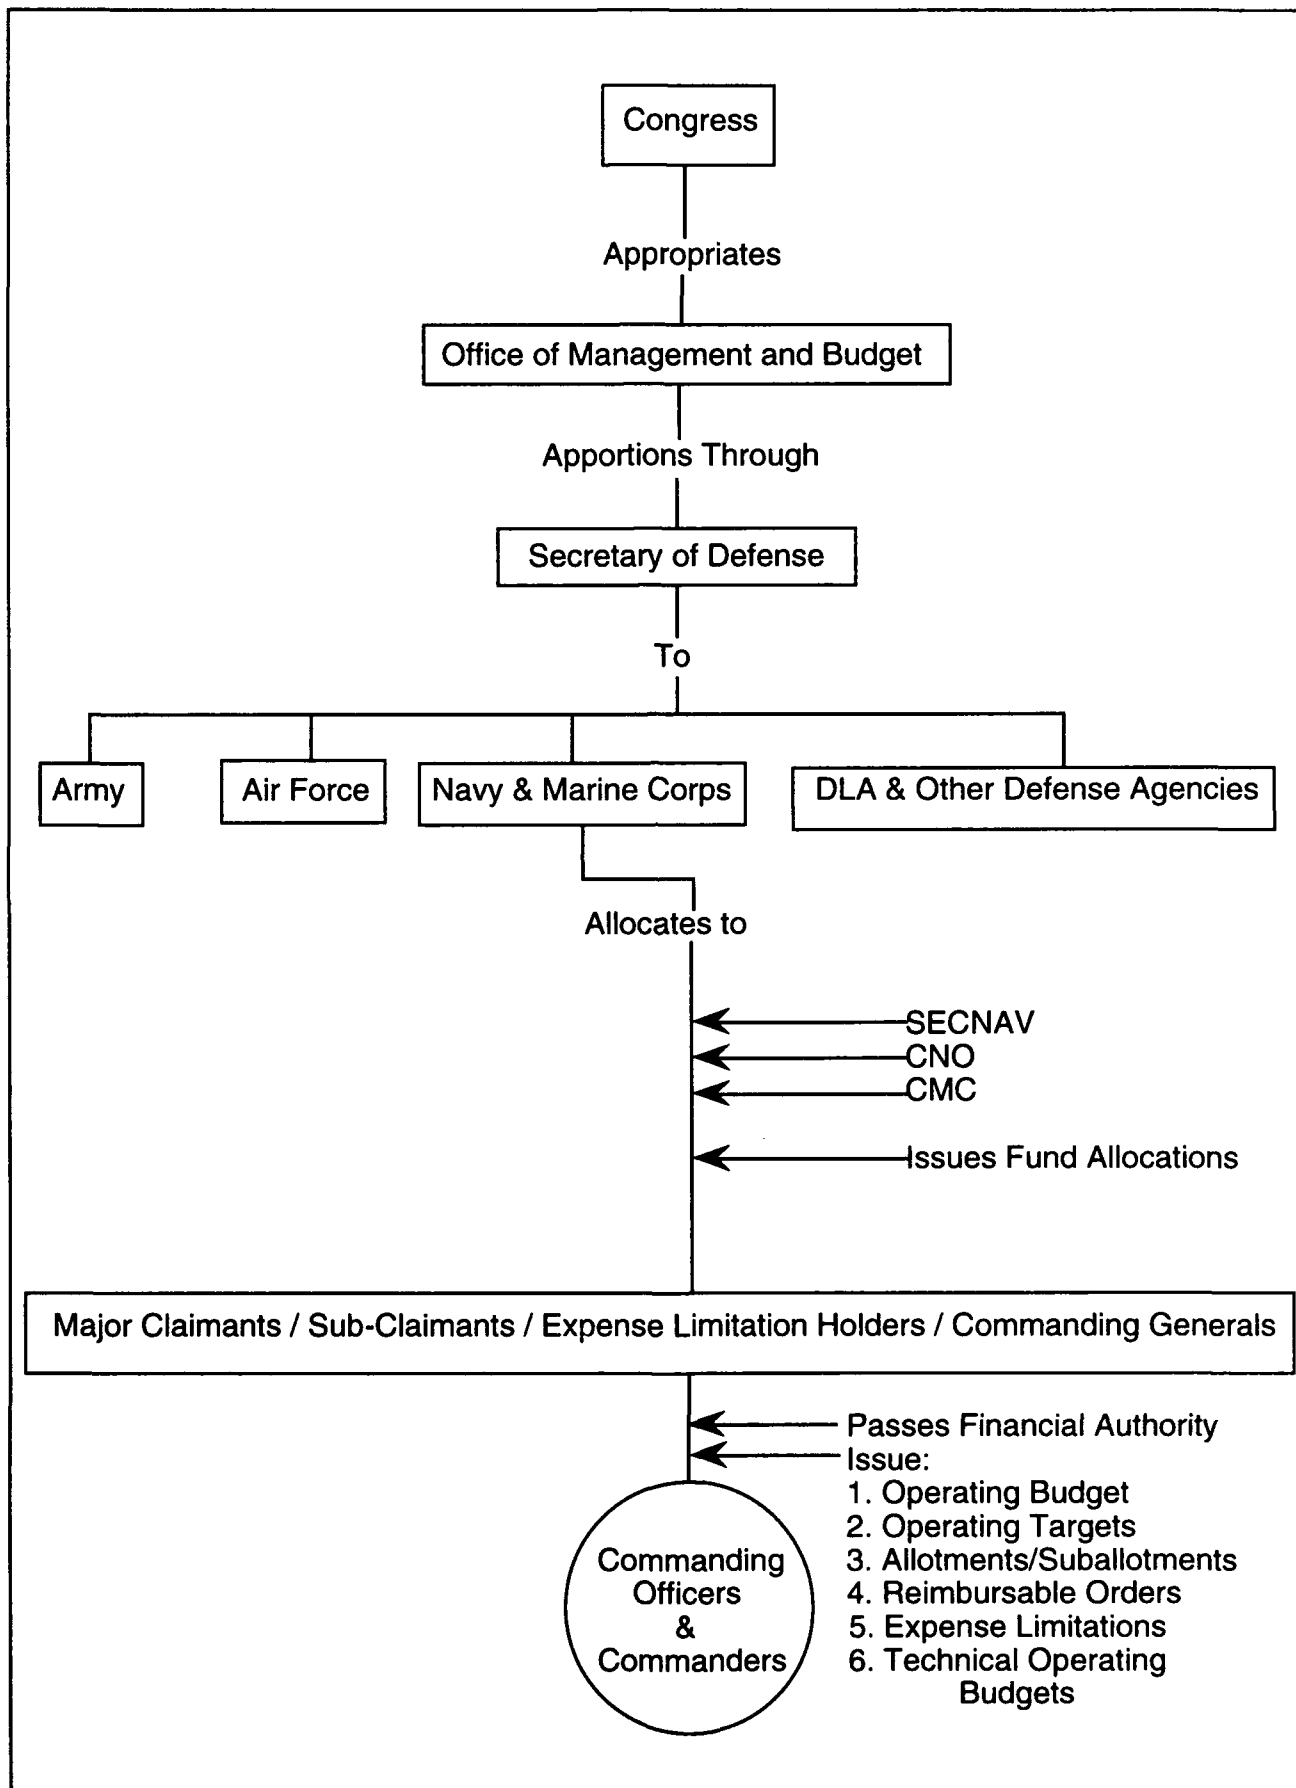 Congress
Appropriates
Office of Management and Budget
Apportions Through
Secretary of Defense
To
Army
Air Force
Navy & Marine Corps
DLA & Other Defense Agencies
Allocates to
SECNAV
CNO
CMC
Issues Fund Allocations
Major Claimants / Sub-Claimants / Expense Limitation Holders / Commanding Generals
Passes Financial Authority
Issue:
1. Operating Budget
2. Operating Targets
3. Allotments/Suballotments
4. Reimbursable Orders
5. Expense Limitations
6. Technical Operating
Budgets
Commanding
Officers
&
Commanders